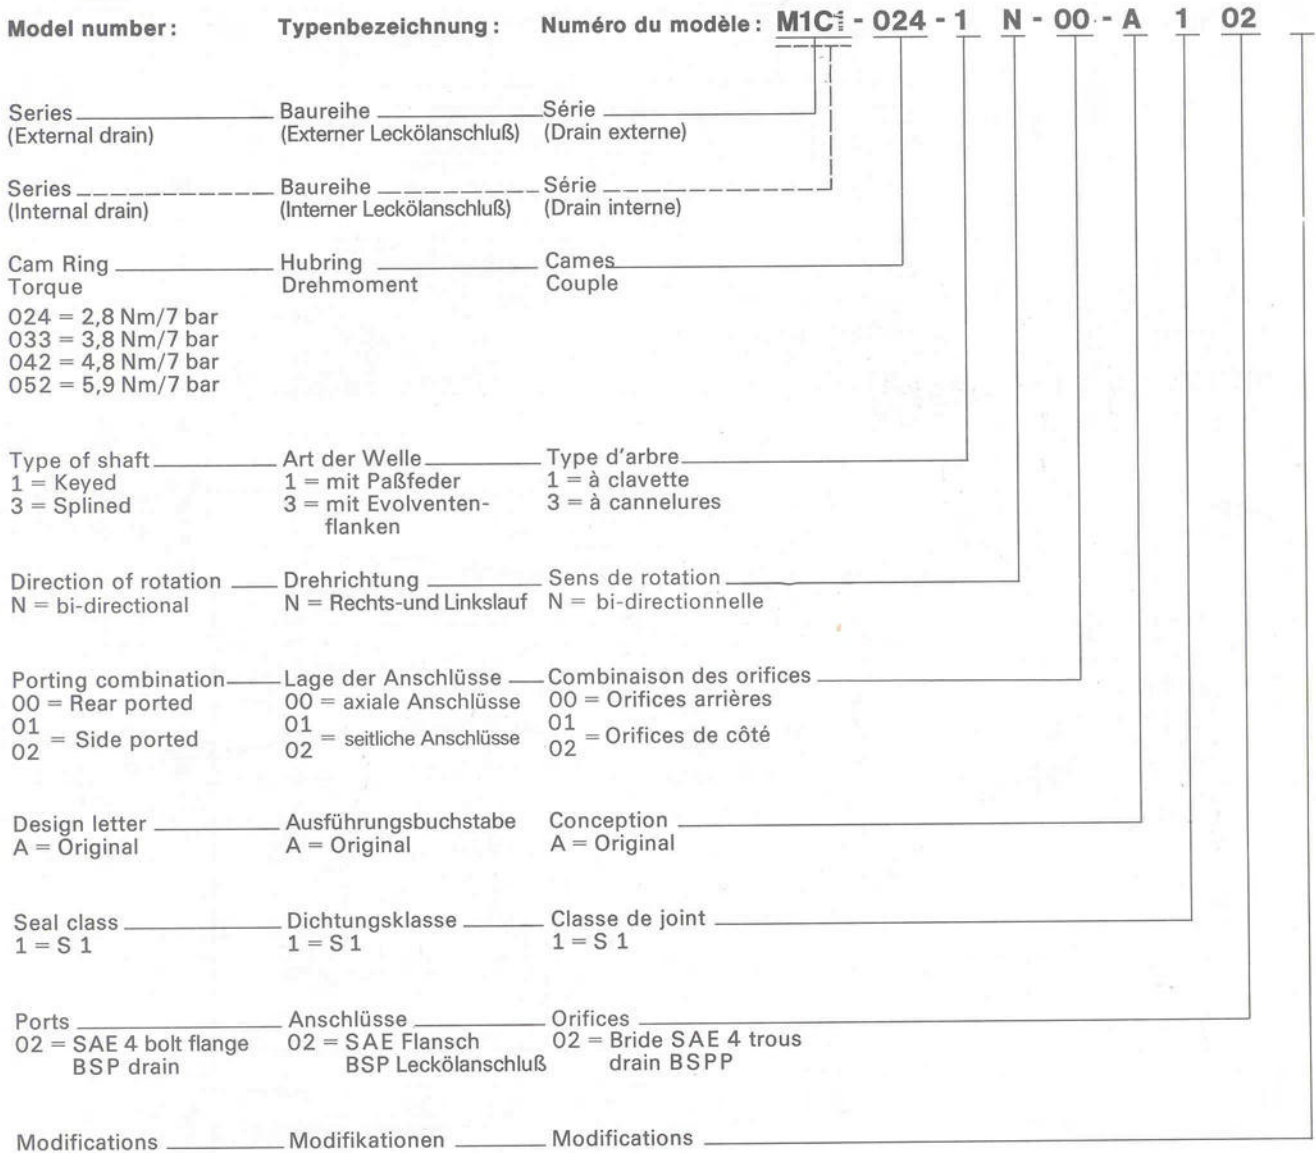 Model number: Typenbezeichnung: Numéro du modèle: M1C - 024 - 1 N - 00 - A 1 02
Series Baureihe Série
(External drain) (Externer Leckölanschluß) (Drain externe)
Series Baureihe Série
(Internal drain) (Interner Leckölanschluß) (Drain interne)
Cam Ring Hubring Cames
Torque Drehmoment Couple
024 = 2,8 Nm/7 bar
033 = 3,8 Nm/7 bar
042 = 4,8 Nm/7 bar
052 = 5,9 Nm/7 bar
Type of shaft Art der Welle Type d'arbre
1 = Keyed 1 = mit Paßfeder 1 = à clavette
3 = Splined 3 = mit Evolventen- 3 = à cannelures
flanken
Direction of rotation Drehrichtung Sens de rotation
N = bi-directional N = Rechts-und Linkslauf N = bi-directionnelle
Porting combination Lage der Anschlüsse Combinaison des orifices
00 = Rear ported 00 = axiale Anschlüsse 00 = Orifices arrières
01 01 01
= Side ported = seitliche Anschlüsse = Orifices de côté
02 02 02
Design letter Ausführungsbuchstabe Conception
A = Original A = Original A = Original
Seal class Dichtungsklasse Classe de joint
1 = S 1 1 = S 1 1 = S 1
Ports Anschlüsse Orifices
02 = SAE 4 bolt flange 02 = SAE Flansch 02 = Bride SAE 4 trous
BSP drain BSP Leckölanschluß drain BSPP
Modifications Modifikationen Modifications